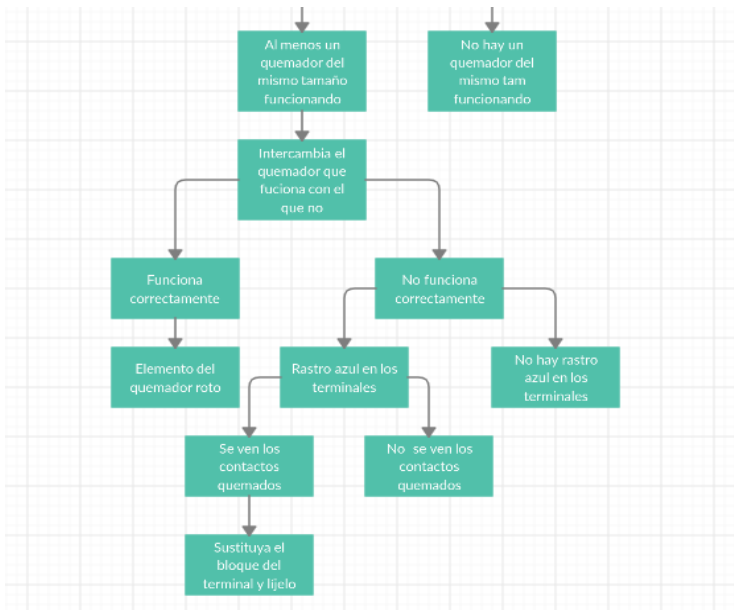 Al menos un
quemador del
mismo tamaño
funcionando
No hay un
quemador del
mismo tam
funcionando
Intercambia el
quemador que
fuciona con el
que no
Funciona
correctamente
No funciona
correctamente
Elemento del
quemador roto
Rastro azul en los
terminales
No hay rastro
azul en los
terminales
Se ven los
contactos
quemados
No se ven los
contactos
quemados
Sustituya el
bloque del
terminal y líjelo